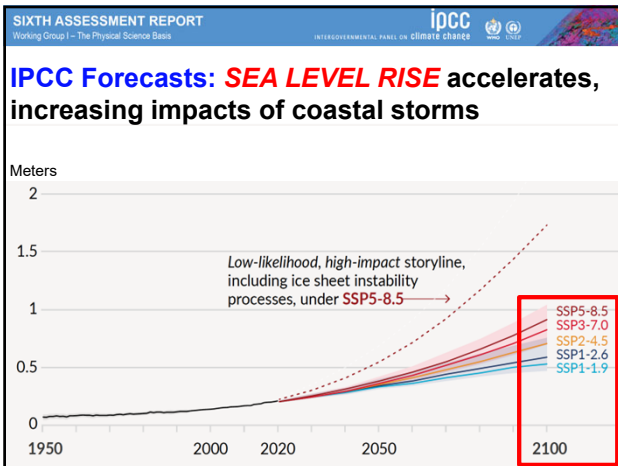 SIXTH ASSESSMENT REPORT
Working Group I – The Physical Science Basis
ipcc
INTERGOVERNMENTAL PANEL ON climate change
WMO UNEP
IPCC Forecasts: SEA LEVEL RISE accelerates,
increasing impacts of coastal storms
Meters
2
1.5
Low-likelihood, high-impact storyline,
including ice sheet instability
processes, under SSP5-8.5
1
SSP5-8.5
SSP3-7.0
SSP2-4.5
SSP1-2.6
SSP1-1.9
0.5
0
1950 2000 2020 2050 2100